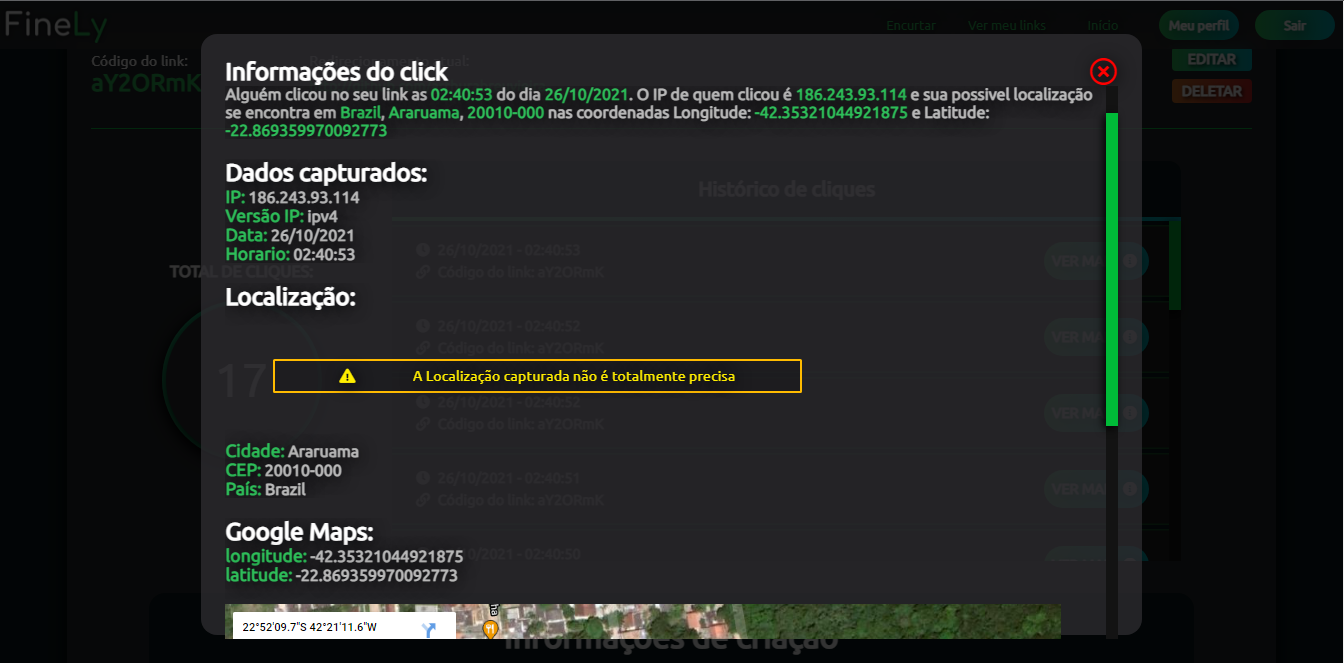 FineLy
Encurtar
Ver meu links
Início
Meu perfil
Sair
Código do link:
aY2ORmK
EDITAR
DELETAR
Informações do click
Alguém clicou no seu link as 02:40:53 do dia 26/10/2021. O IP de quem clicou é 186.243.93.114 e sua possivel localização
se encontra em Brazil, Araruama, 20010-000 nas coordenadas Longitude: -42.35321044921875 e Latitude:
-22.869359970092773
Dados capturados:
IP: 186.243.93.114
Versão IP: ipv4
Data: 26/10/2021
Horario: 02:40:53
Histórico de cliques
TOTAL DE CLIQUES:
17
26/10/2021 - 02:40:53
Código do link: aY2ORmK
VER MA
26/10/2021 - 02:40:52
Código do link: aY2ORmK
VER MA
26/10/2021 - 02:40:52
Código do link: aY2ORmK
VER MA
26/10/2021 - 02:40:51
Código do link: aY2ORmK
VER MA
/2021 - 02:40:50
Localização:
A Localização capturada não é totalmente precisa
Cidade: Araruama
CEP: 20010-000
País: Brazil
Google Maps:
longitude: -42.35321044921875
latitude: -22.869359970092773
22°52'09.7"S 42°21'11.6"W
Informações de criação